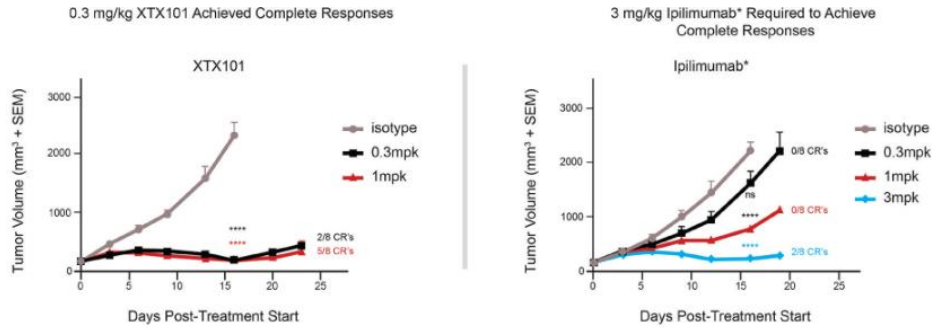 0.3 mg/kg XTX101 Achieved Complete Responses
XTX101
Tumor Volume (mm³ + SEM)
3000
2000
1000
0
0
5
10
15
20
25
Days Post-Treatment Start
****
****
2/8 CR's
5/8 CR's
isotype
0.3mpk
1mpk
3 mg/kg Ipilimumab* Required to Achieve
Complete Responses
Ipilimumab*
Tumor Volume (mm³ + SEM)
3000
2000
1000
0
0
5
10
15
20
25
Days Post-Treatment Start
ns
****
****
0/8 CR's
0/8 CR's
2/8 CR's
isotype
0.3mpk
1mpk
3mpk